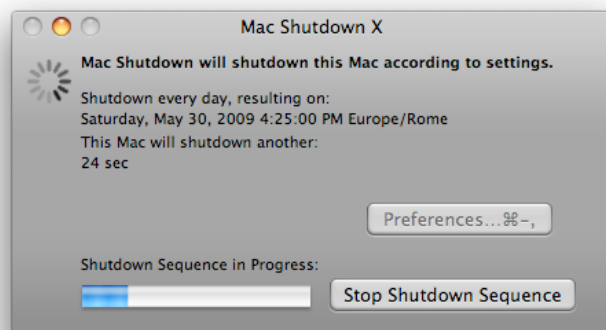 Mac Shutdown X
Mac Shutdown will shutdown this Mac according to settings.
Shutdown every day, resulting on:
Saturday, May 30, 2009 4:25:00 PM Europe/Rome
This Mac will shutdown another:
24 sec
Preferences...⌘–,
Shutdown Sequence in Progress:
Stop Shutdown Sequence